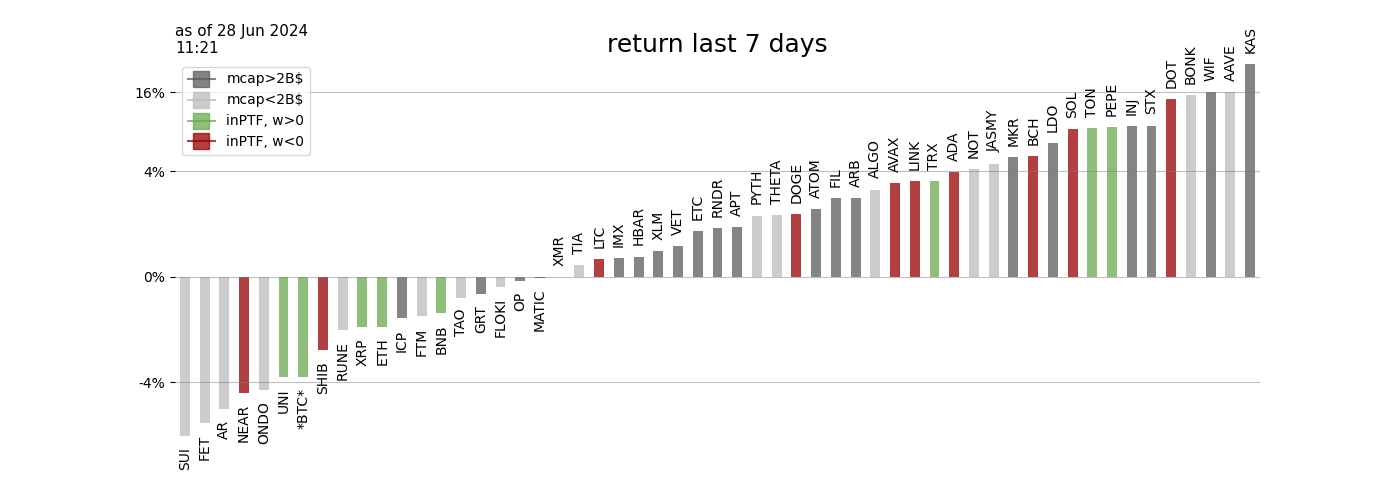 as of 28 Jun 2024
11:21
return last 7 days
mcap>2B$
mcap<2B$
inPTF, w>0
inPTF, w<0
16%
4%
0%
-4%
SUI
FET
AR
NEAR
ONDO
UNI
*BTC*
SHIB
RUNE
XRP
ETH
ICP
FTM
BNB
TAO
GRT
FLOKI
OP
MATIC
XMR
TIA
LTC
IMX
HBAR
XLM
VET
ETC
RNDR
APT
PYTH
THETA
DOGE
ATOM
FIL
ARB
ALGO
AVAX
LINK
TRX
ADA
NOT
JASMY
MKR
BCH
LDO
SOL
TON
PEPE
INJ
STX
DOT
BONK
WIF
AAVE
KAS